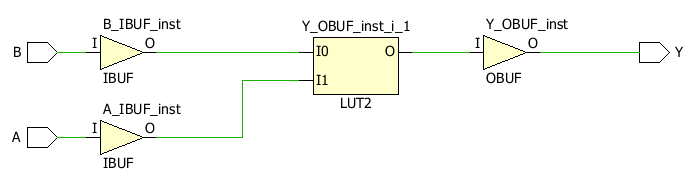 B_IBUF_inst
B
I
O
IBUF
Y_OBUF_inst_i_1
I0
O
I1
LUT2
Y_OBUF_inst
I
O
OBUF
Y
A_IBUF_inst
A
I
O
IBUF